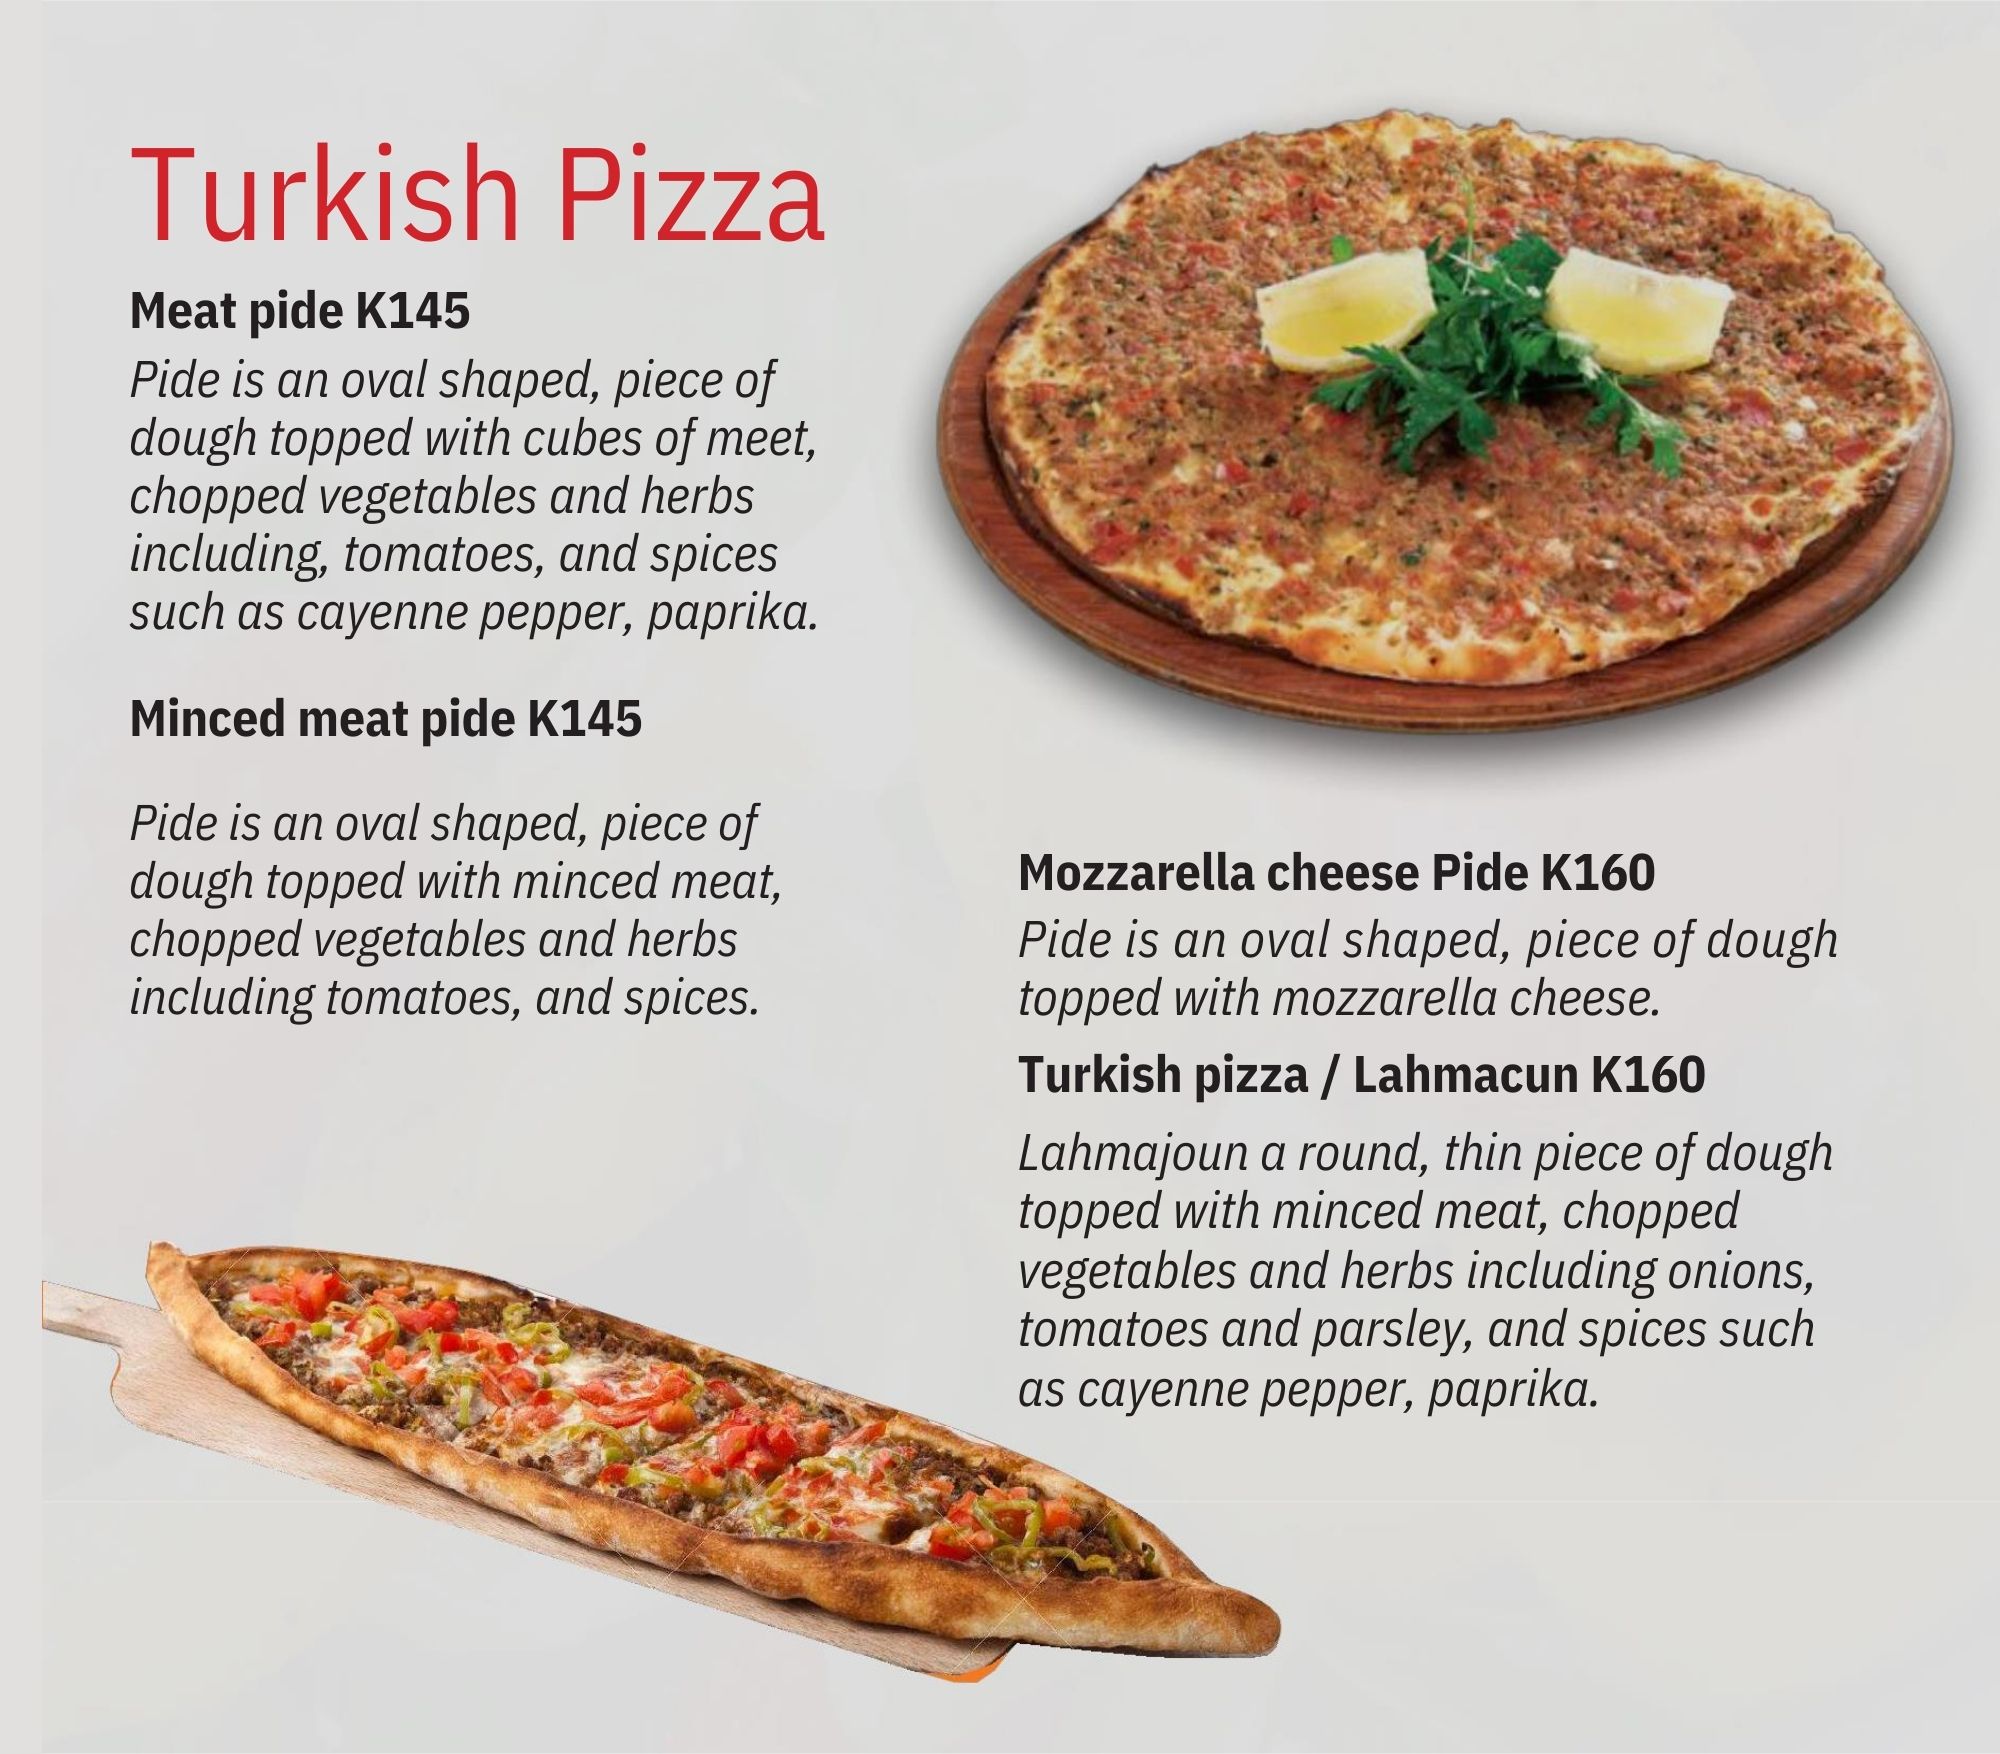 Turkish Pizza
Meat pide K145
Pide is an oval shaped, piece of
dough topped with cubes of meet,
chopped vegetables and herbs
including, tomatoes, and spices
such as cayenne pepper, paprika.
Minced meat pide K145
Pide is an oval shaped, piece of
dough topped with minced meat,
chopped vegetables and herbs
including tomatoes, and spices.
Mozzarella cheese Pide K160
Pide is an oval shaped, piece of dough
topped with mozzarella cheese.
Turkish pizza / Lahmacun K160
Lahmajoun a round, thin piece of dough
topped with minced meat, chopped
vegetables and herbs including onions,
tomatoes and parsley, and spices such
as cayenne pepper, paprika.